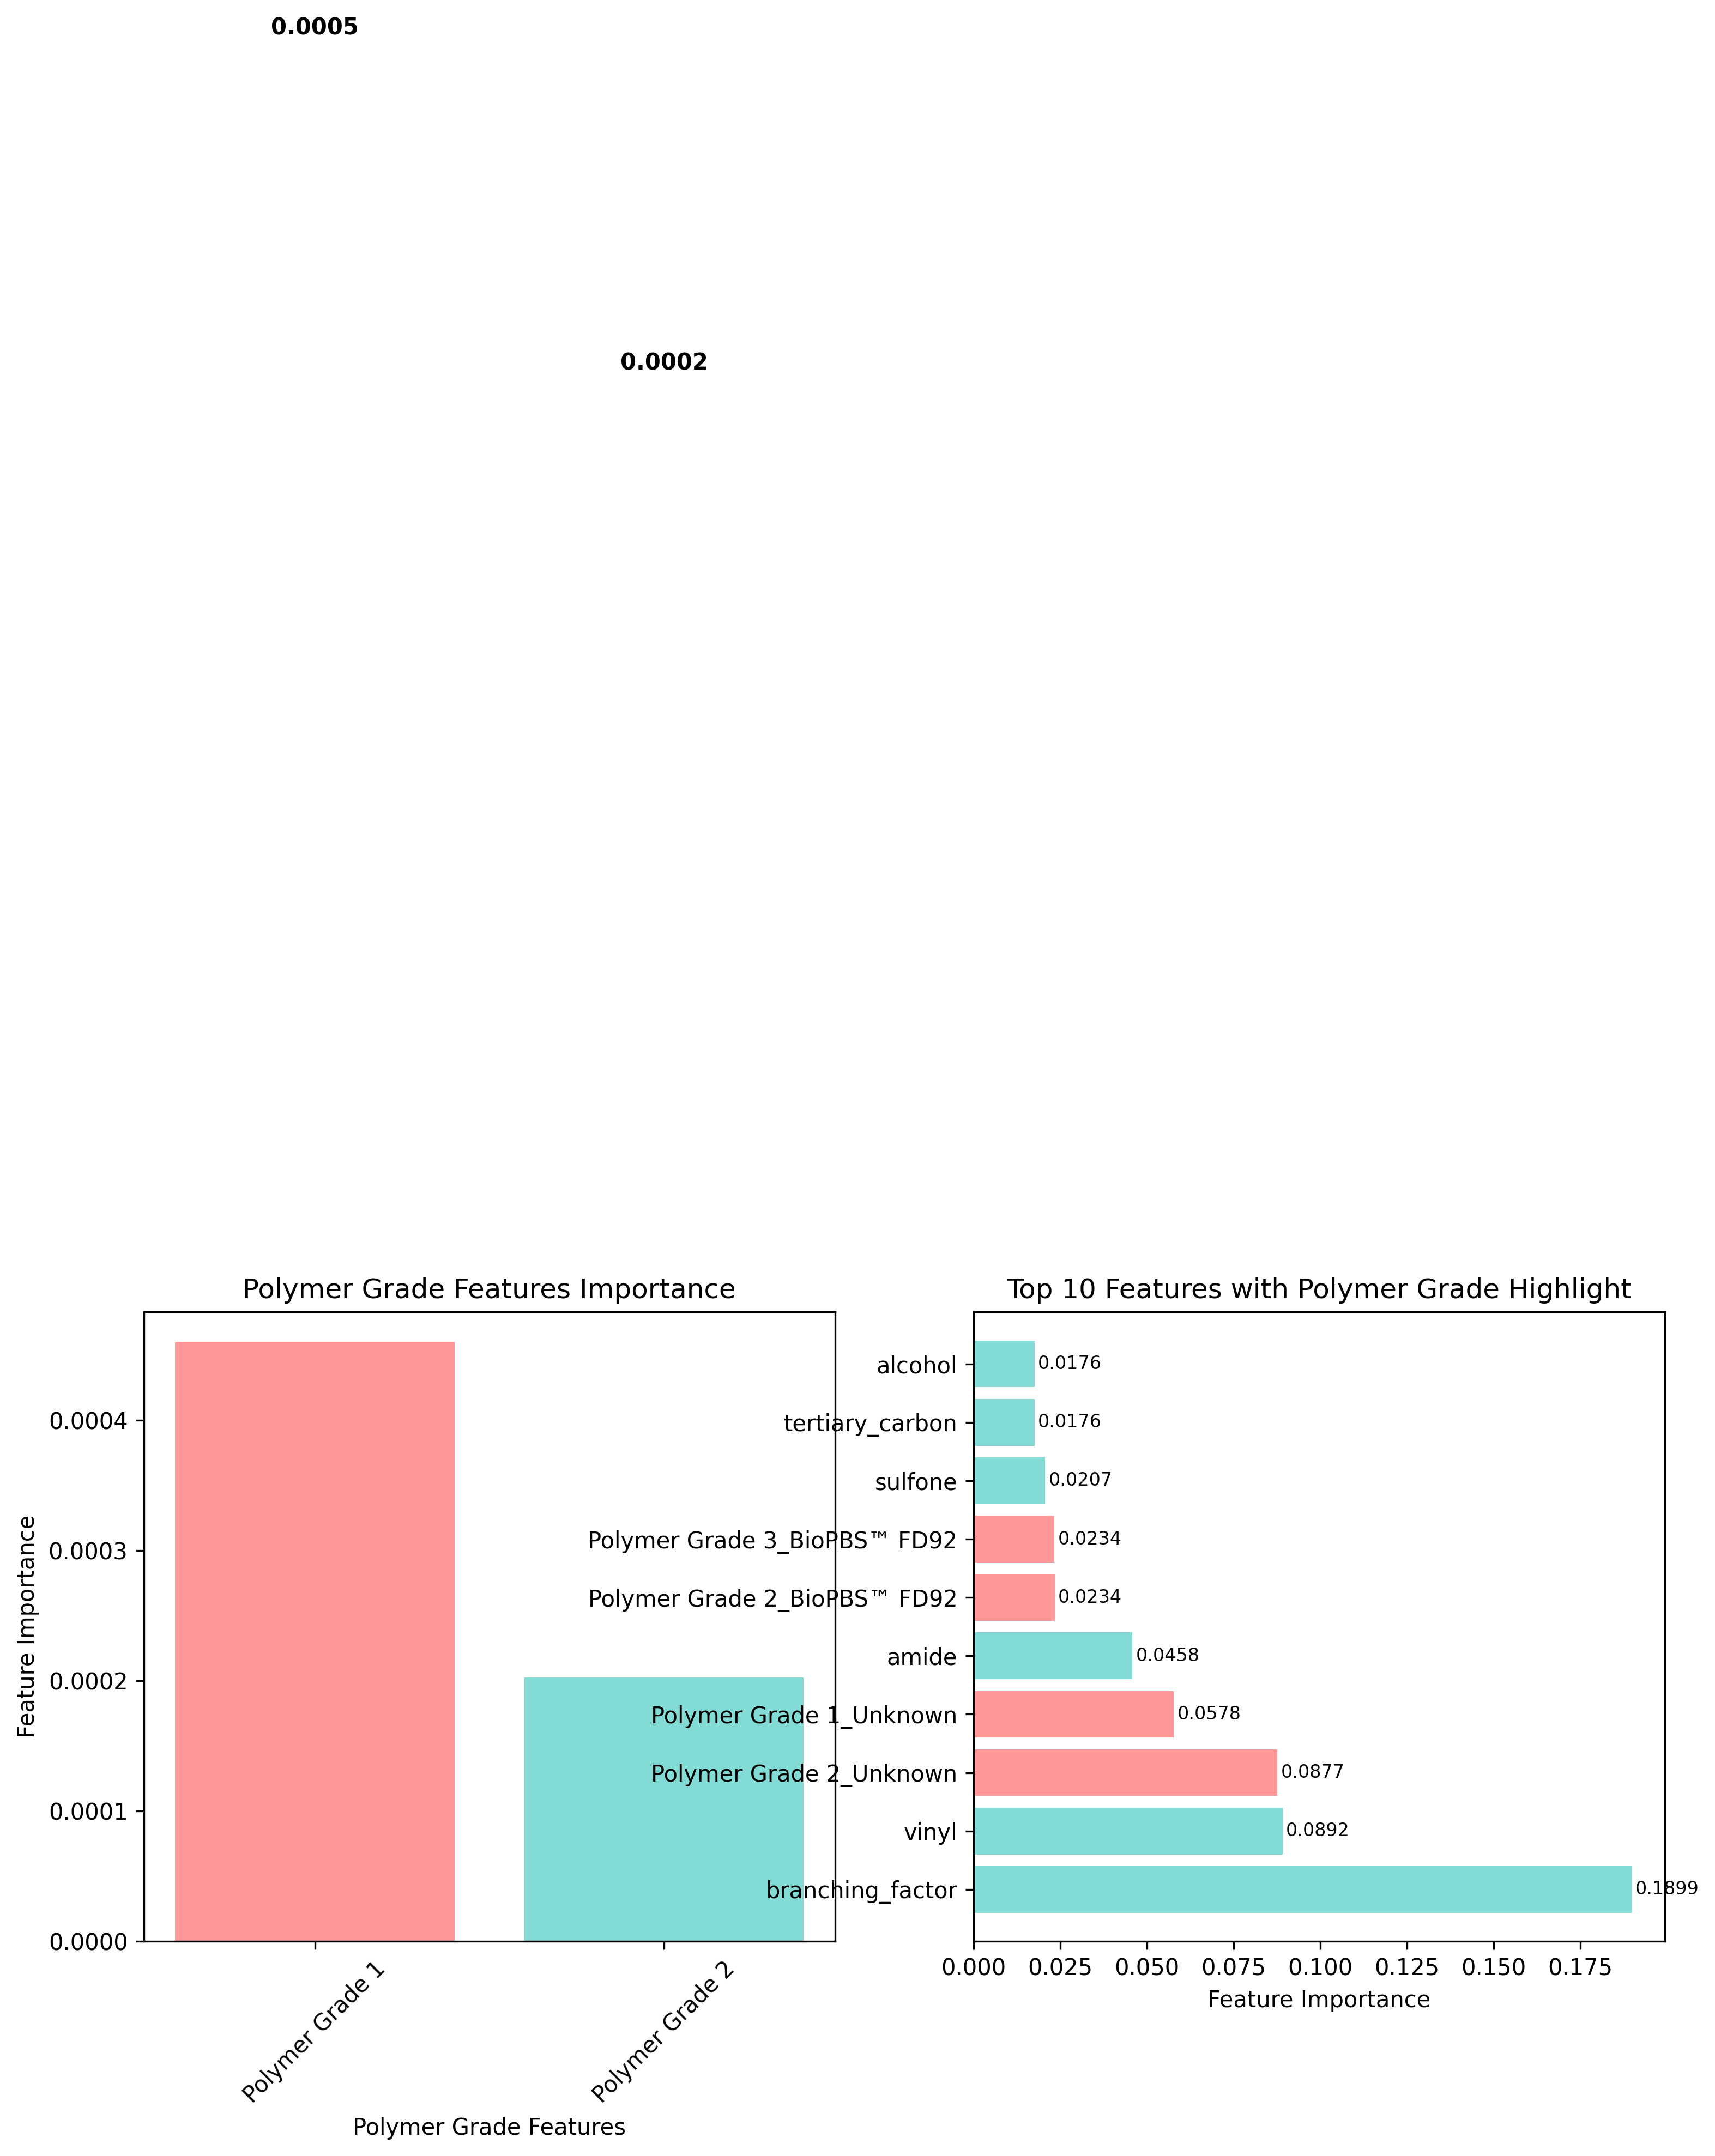 0.0005
0.0002
Polymer Grade Features Importance
Feature Importance
0.0004
0.0003
0.0002
0.0001
0.0000
Polymer Grade 1
Polymer Grade 2
Polymer Grade Features
Top 10 Features with Polymer Grade Highlight
alcohol 0.0176
tertiary_carbon 0.0176
sulfone 0.0207
Polymer Grade 3_BioPBS™ FD92 0.0234
Polymer Grade 2_BioPBS™ FD92 0.0234
amide 0.0458
Polymer Grade 1_Unknown 0.0578
Polymer Grade 2_Unknown 0.0877
vinyl 0.0892
branching_factor 0.1899
0.000 0.025 0.050 0.075 0.100 0.125 0.150 0.175
Feature Importance